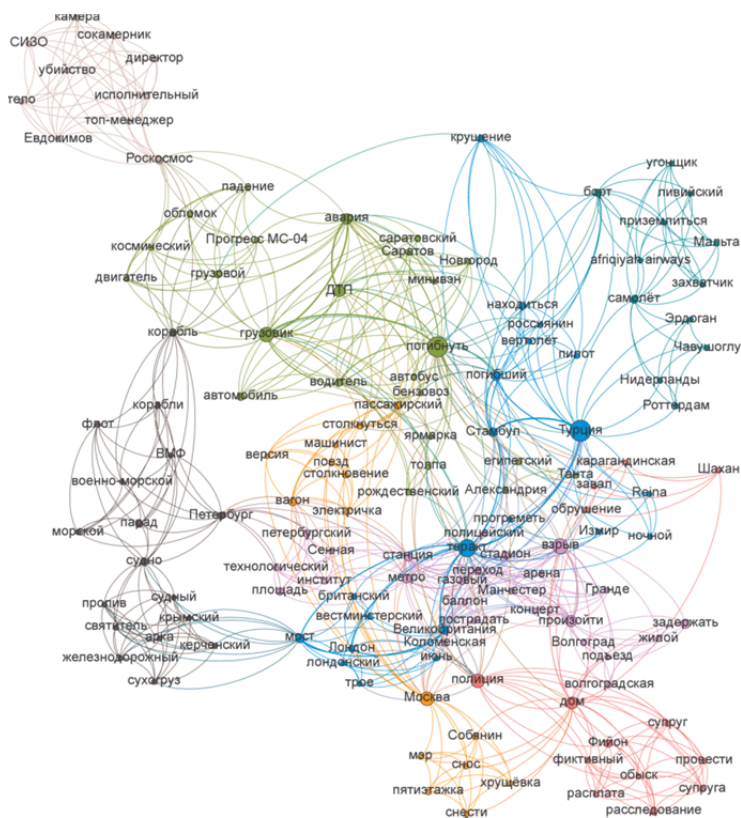 камера
СИЗО
сокамерник
директор
убийство
тело
исполнительный
топ-менеджер
Евдокимов
Роскосмос
крушение
угонщик
падение
борт
ливийский
обломок
авария
приземлиться
космический
Прогресс МС-04
саратовский
Саратов
Новгород
Мальта
двигатель
грузовой
минивэн
afriqiyah airways
захватчик
ДТП
самолёт
находиться
Эрдоган
корабль
грузовик
россиянин
вертолёт
погибнуть
пилот
Чавушоглу
автобус
погибший
Нидерланды
автомобиль
водитель
бензовоз
Роттердам
корабли
пассажирский
флот
столкнуться
Стамбул
Турция
машинист
ярмарка
версия
ВМФ
поезд
толпа
египетский
карагандинская
Шахан
военно-морской
столкновение
Танта
завал
вагон
рождественский
Александрия
Reina
электричка
обрушение
парад
Петербург
прогреметь
морской
петербургский
полицейский
Измир
ночной
Сенная
станция
теракт
стадион
взрыв
судно
технологический
метро
переход
площадь
институт
газовый
арена
пролив
судный
британский
Манчестер
Гранде
святитель
крымский
вестминстерский
баллон
концерт
арка
керченский
мост
пострадать
произойти
задержать
Великобритания
железнодорожный
Лондон
Коломенская
Волгоград
жилой
лондонский
июнь
подъезд
сухогруз
трое
полиция
волгоградская
Москва
дом
Собянин
супруг
мэр
Фийон
снос
фиктивный
провести
хрущёвка
обыск
пятиэтажка
расплата
супруга
снести
расследование